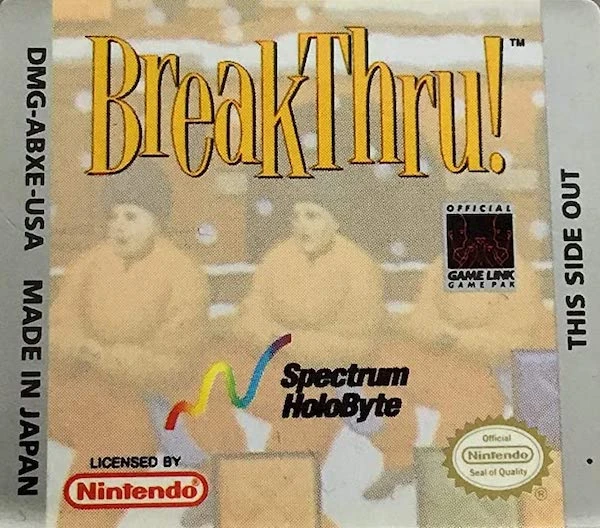 BreakThru!™
DMG-ABXE-USA MADE IN JAPAN
OFFICIAL
GAME LINK
GAME PAK
THIS SIDE OUT
Spectrum
HoloByte
LICENSED BY
Nintendo
Official
Nintendo
Seal of Quality
®